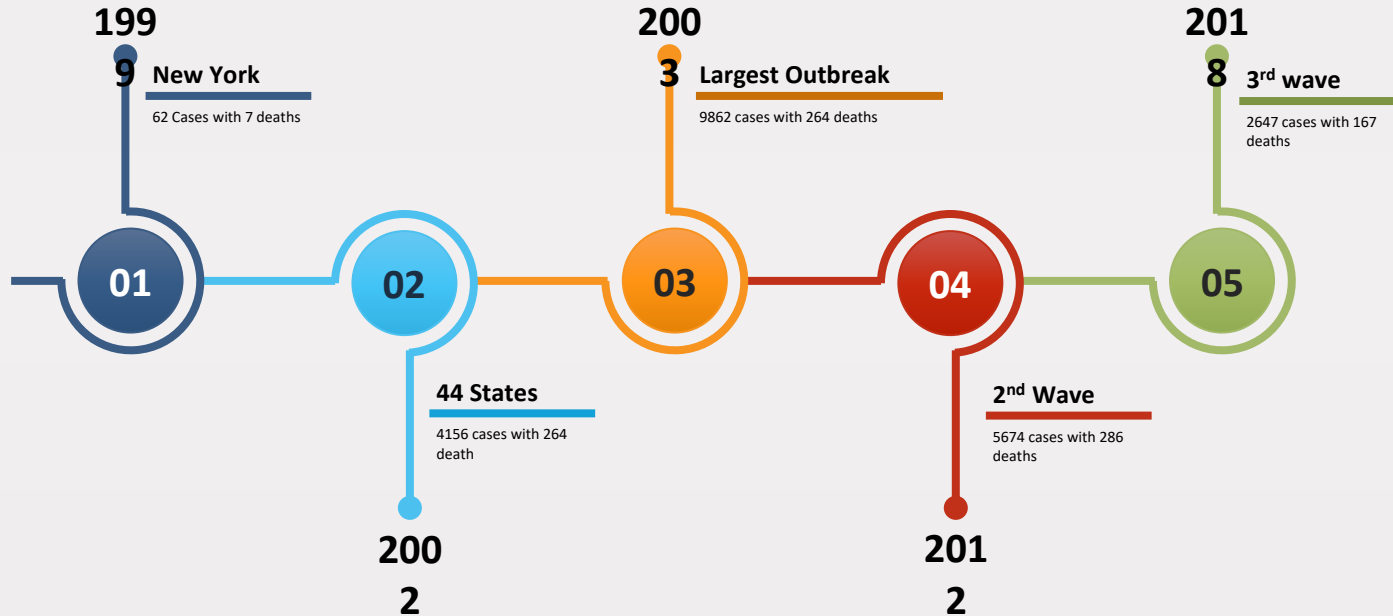 199
9
New York
62 Cases with 7 deaths
200
3
Largest Outbreak
9862 cases with 264 deaths
201
8
3rd wave
2647 cases with 167
deaths
01
02
03
04
05
44 States
4156 cases with 264
death
200
2
2nd Wave
5674 cases with 286
deaths
201
2